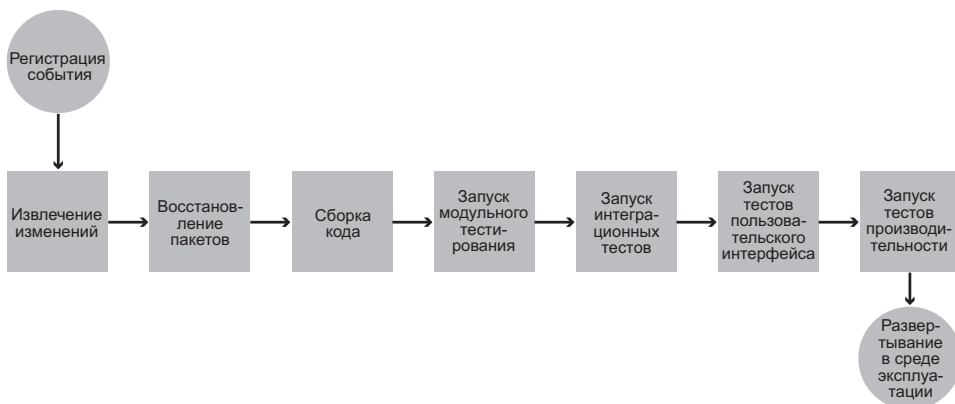 Регистрация
события
Извлечение
изменений
Восстанов-
ление
пакетов
Сборка
кода
Запуск
модульного
тести-
рования
Запуск
интегра-
ционных
тестов
Запуск
тестов
пользова-
тельского
интерфейса
Запуск
тестов
производи-
тельности
Развер-
тывание
в среде
эксплуа-
тации